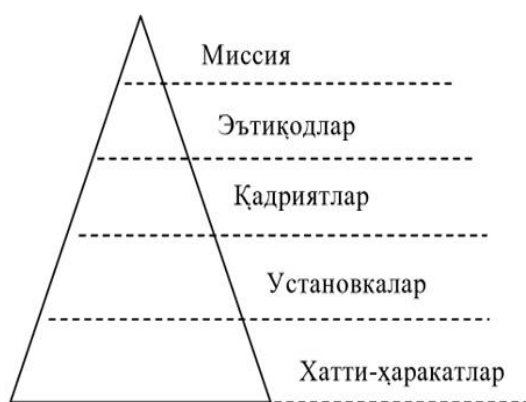 Миссия
Эътиқодлар
Қадриятлар
Установкалар
Хатти-ҳаракатлар